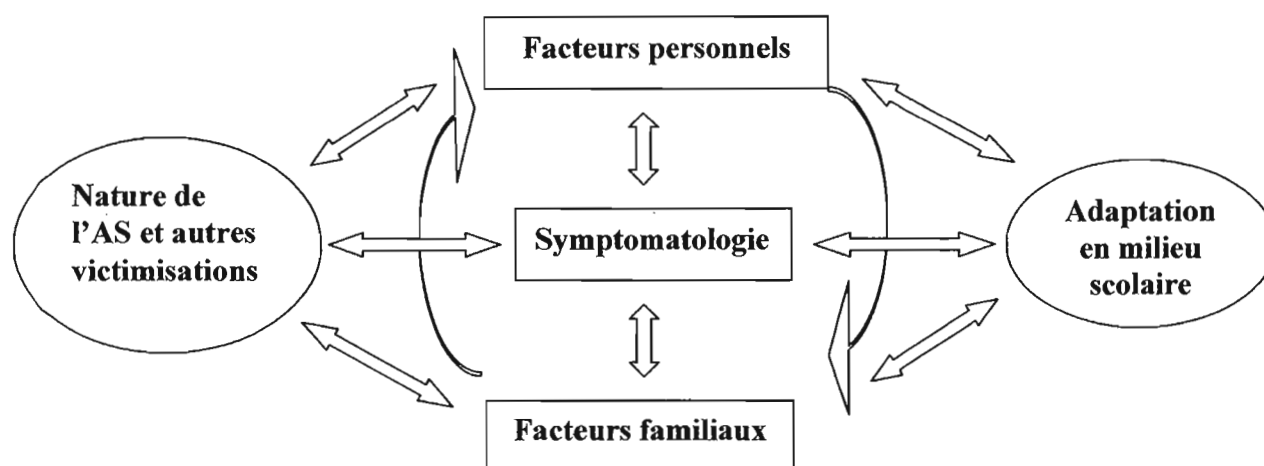 Facteurs personnels
Nature de
l'AS et autres
victimisations
Symptomatologie
Adaptation
en milieu
scolaire
Facteurs familiaux